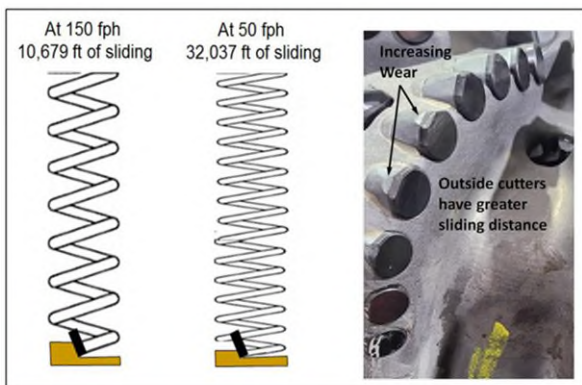 At 150 fph
10,679 ft of sliding
At 50 fph
32,037 ft of sliding
Increasing
Wear
Outside cutters
have greater
sliding distance